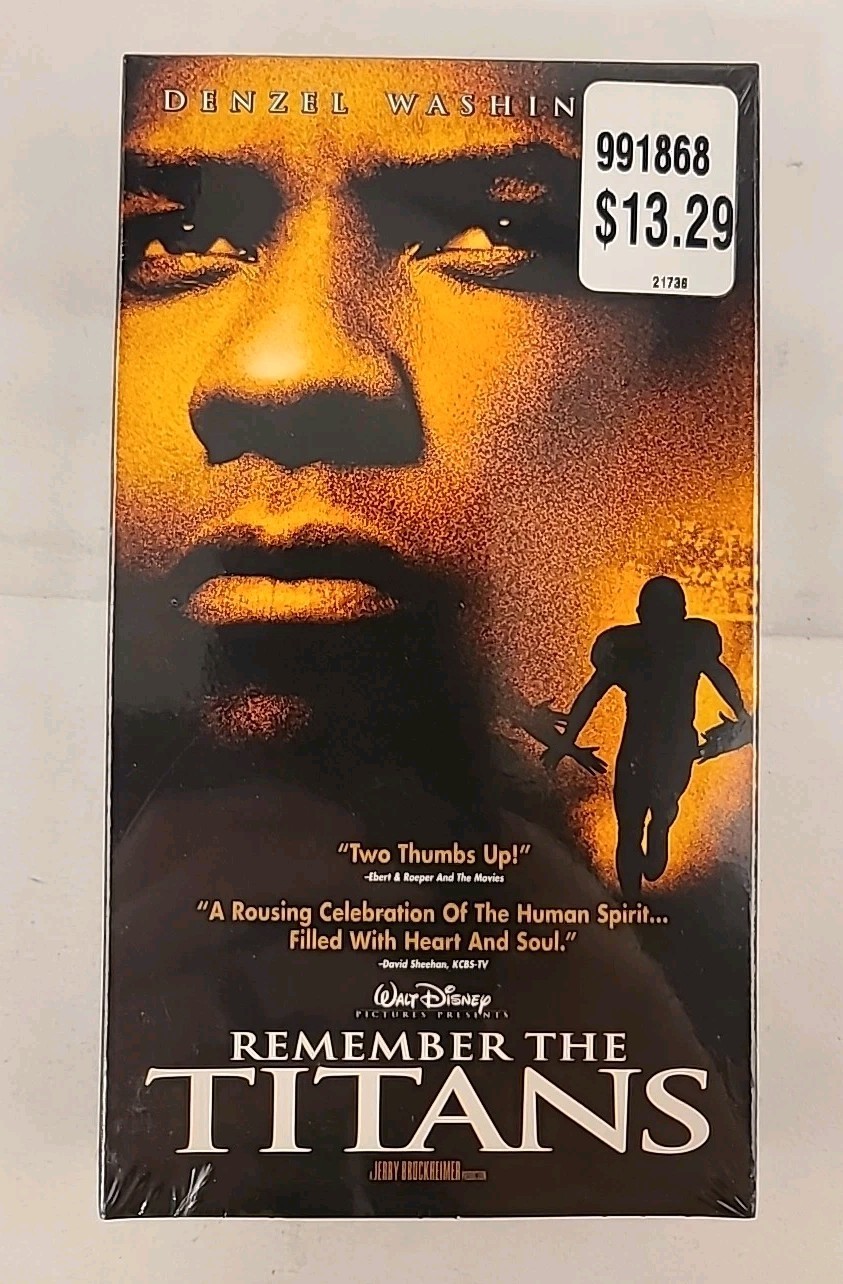 DENZEL WASHIN
991868
$13.29
21736
“Two Thumbs Up!”
-Ebert & Roeper And The Movies
“A Rousing Celebration Of The Human Spirit...
Filled With Heart And Soul.”
-David Sheehan, KCBS-TV
WALT DISNEY
PICTURES PRESENTS
REMEMBER THE
TITANS
JERRY BRUCKHEIMER